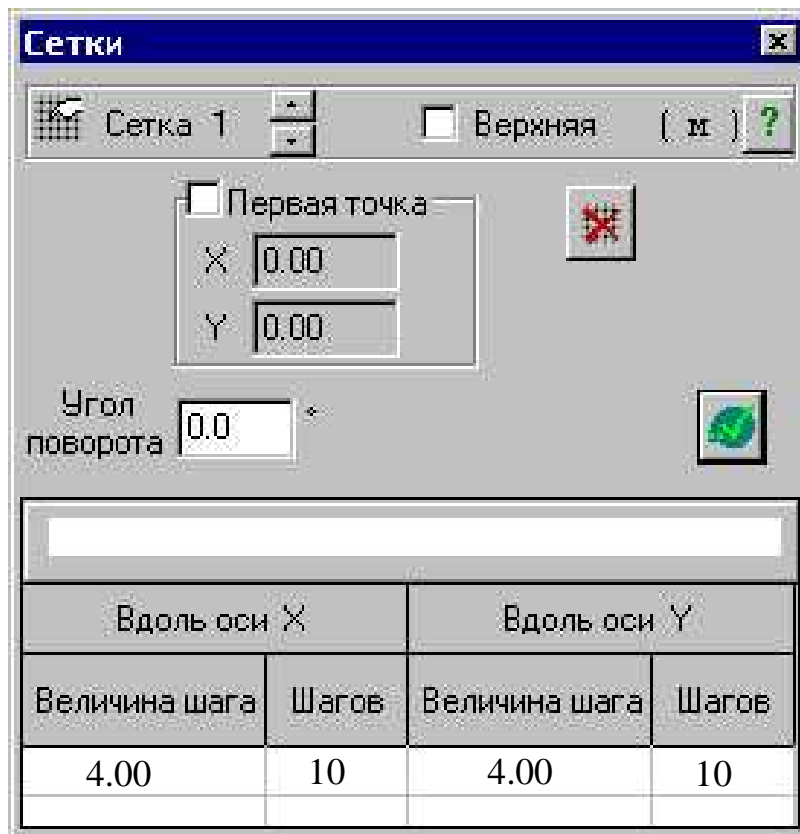 Сетки
Сетка 1 Верхняя ( м ) ?
Первая точка
X 0.00
Y 0.00
Угол поворота 0.0 °
Вдоль оси X Вдоль оси Y
Величина шага Шагов Величина шага Шагов
4.00 10 4.00 10